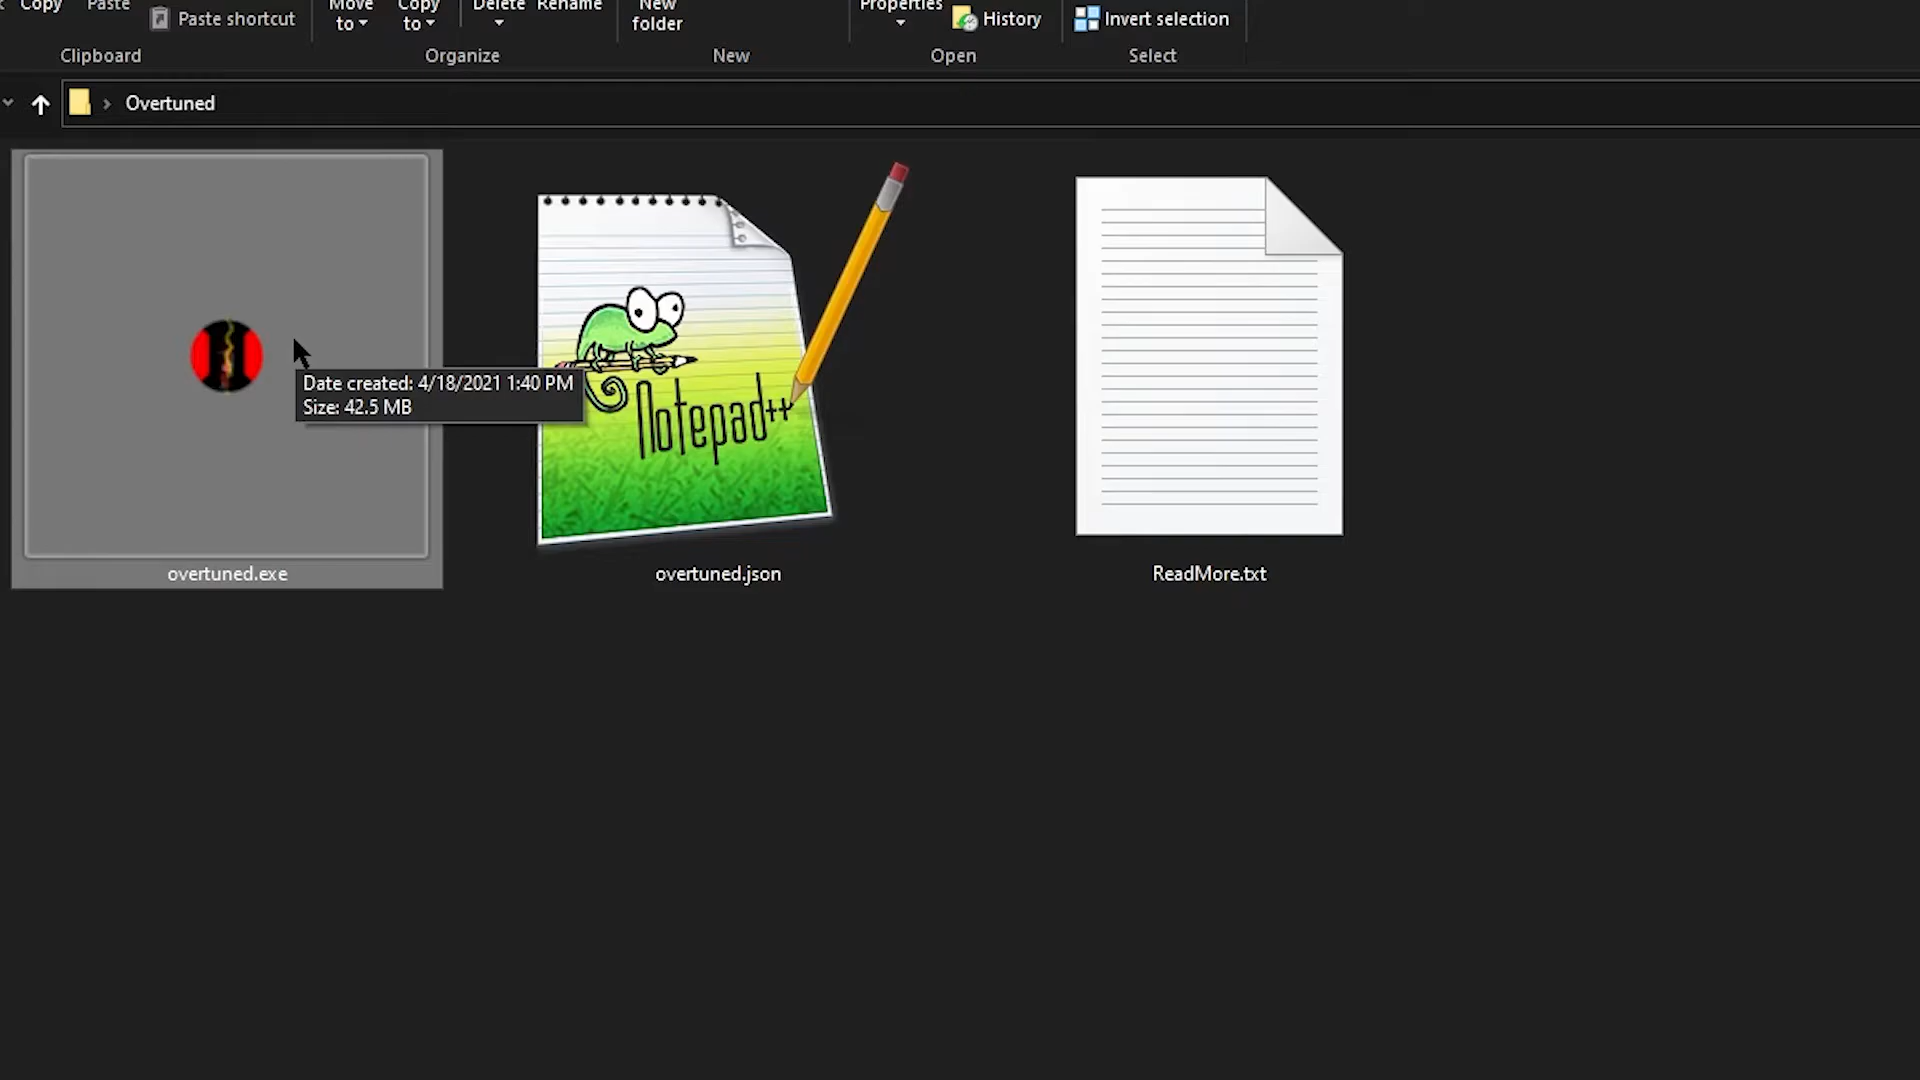 Copy
Paste
Paste shortcut
Move
to
Copy
to
Delete
Rename
New
folder
Properties
History
Invert selection
Clipboard
Organize
New
Open
Select
Overtuned
Date created: 4/18/2021 1:40 PM
Size: 42.5 MB
Notepad++
overtuned.exe
overtuned.json
ReadMore.txt